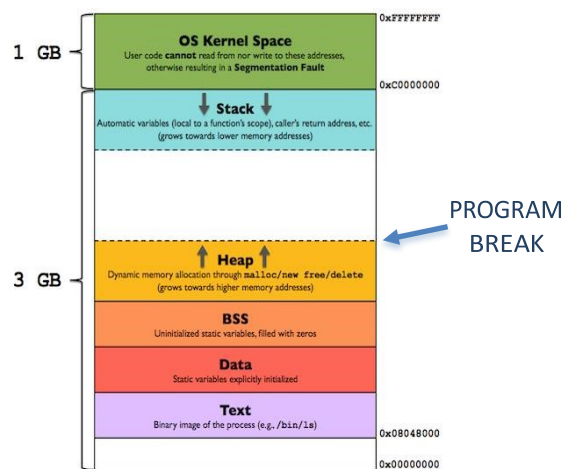 0xFFFFFFFF
1 GB
OS Kernel Space
User code cannot read from nor write to these addresses,
otherwise resulting in a Segmentation Fault
0xC0000000
Stack
Automatic variables (local to a function's scope), caller's return address, etc.
(grows towards lower memory addresses)
PROGRAM
BREAK
3 GB
Heap
Dynamic memory allocation through malloc/new free/delete
(grows towards higher memory addresses)
BSS
Uninitialized static variables, filled with zeros
Data
Static variables explicitly initialized
Text
Binary image of the process (e.g., /bin/ls)
0x08048000
0x00000000